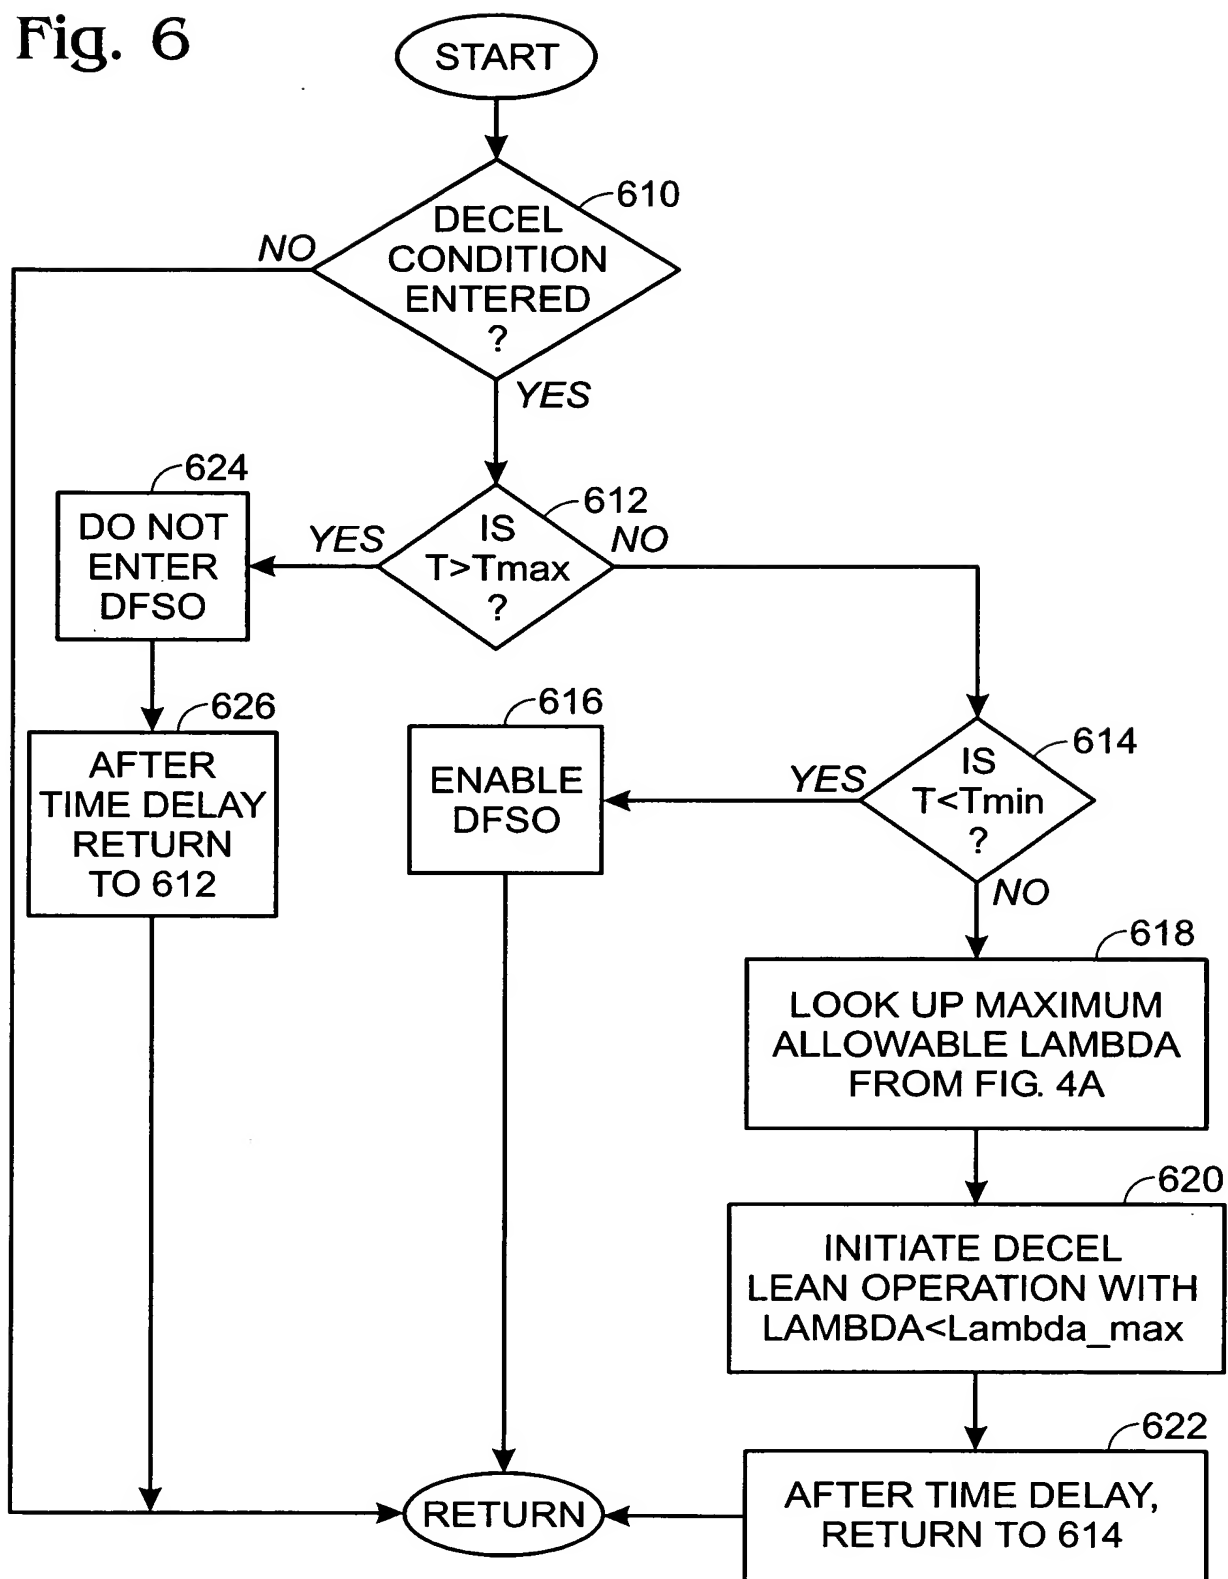 Fig. 6
START
610
DECEL
CONDITION
ENTERED
?
NO
YES
624
DO NOT
ENTER
DFSO
YES
612
IS
T>Tmax
?
NO
626
AFTER
TIME DELAY
RETURN
TO 612
616
ENABLE
DFSO
YES
614
IS
T<Tmin
?
NO
618
LOOK UP MAXIMUM
ALLOWABLE LAMBDA
FROM FIG. 4A
620
INITIATE DECEL
LEAN OPERATION WITH
LAMBDA<Lambda_max
622
AFTER TIME DELAY,
RETURN TO 614
RETURN